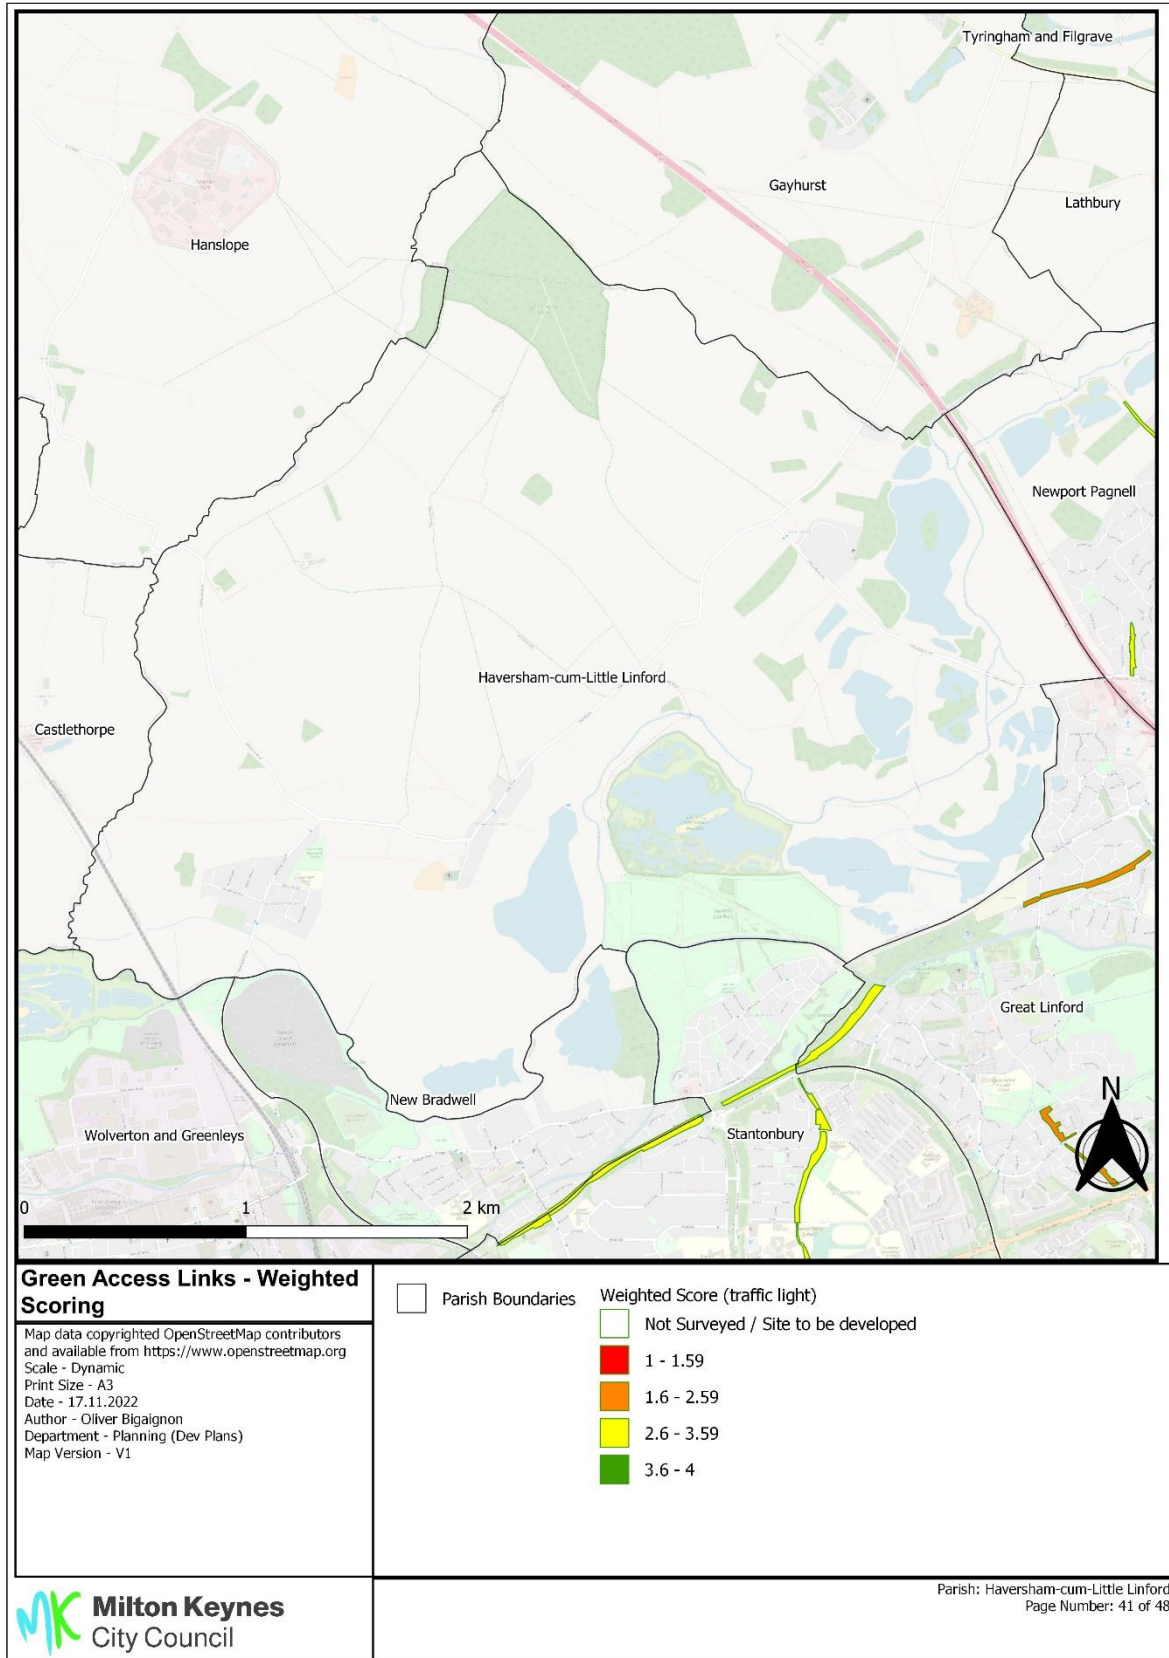 Tyringham and Filgrave
Gayhurst
Lathbury
Hanslope
Newport Pagnell
Haversham-cum-Little Linford
Castlethorpe
Great Linford
New Bradwell
Wolverton and Greenleys
Stantonbury
N
0 1 2 km
Green Access Links - Weighted
Scoring
Map data copyrighted OpenStreetMap contributors
and available from https://www.openstreetmap.org
Scale - Dynamic
Print Size - A3
Date - 17.11.2022
Author - Oliver Bigaignon
Department - Planning (Dev Plans)
Map Version - V1
Parish Boundaries
Weighted Score (traffic light)
Not Surveyed / Site to be developed
1 - 1.59
1.6 - 2.59
2.6 - 3.59
3.6 - 4
MK Milton Keynes
City Council
Parish: Haversham-cum-Little Linford
Page Number: 41 of 48